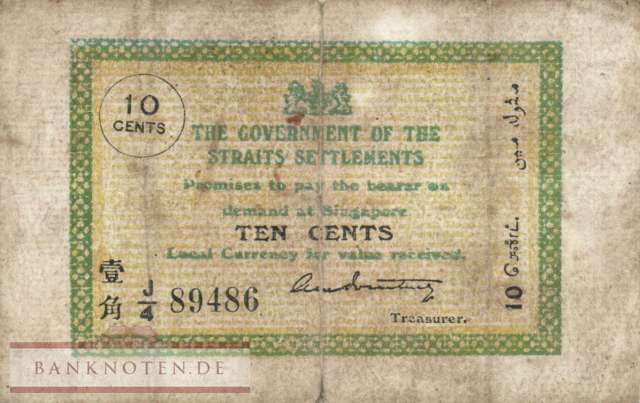 10
CENTS
THE GOVERNMENT OF THE
STRAITS SETTLEMENTS
Promises to pay the bearer on
demand at Singapore
TEN CENTS
Local Currency for value received.
壹角
J/4 89486
Treasurer.
10
BANKNOTEN.DE